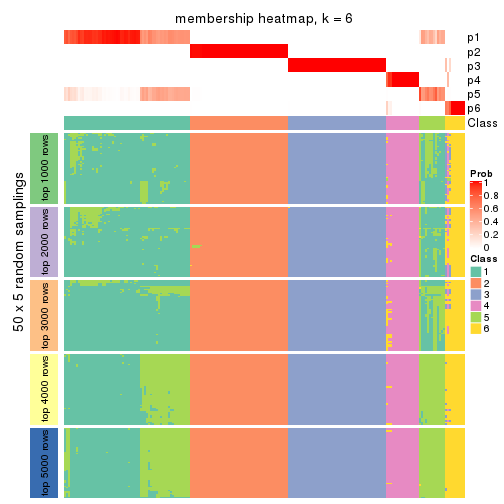 membership heatmap, k = 6
p1
p2
p3
p4
p5
p6
Class
50 x 5 random samplings
top 1000 rows
top 2000 rows
top 3000 rows
top 4000 rows
top 5000 rows
Prob
1
0.8
0.6
0.4
0.2
0
Class
1
2
3
4
5
6